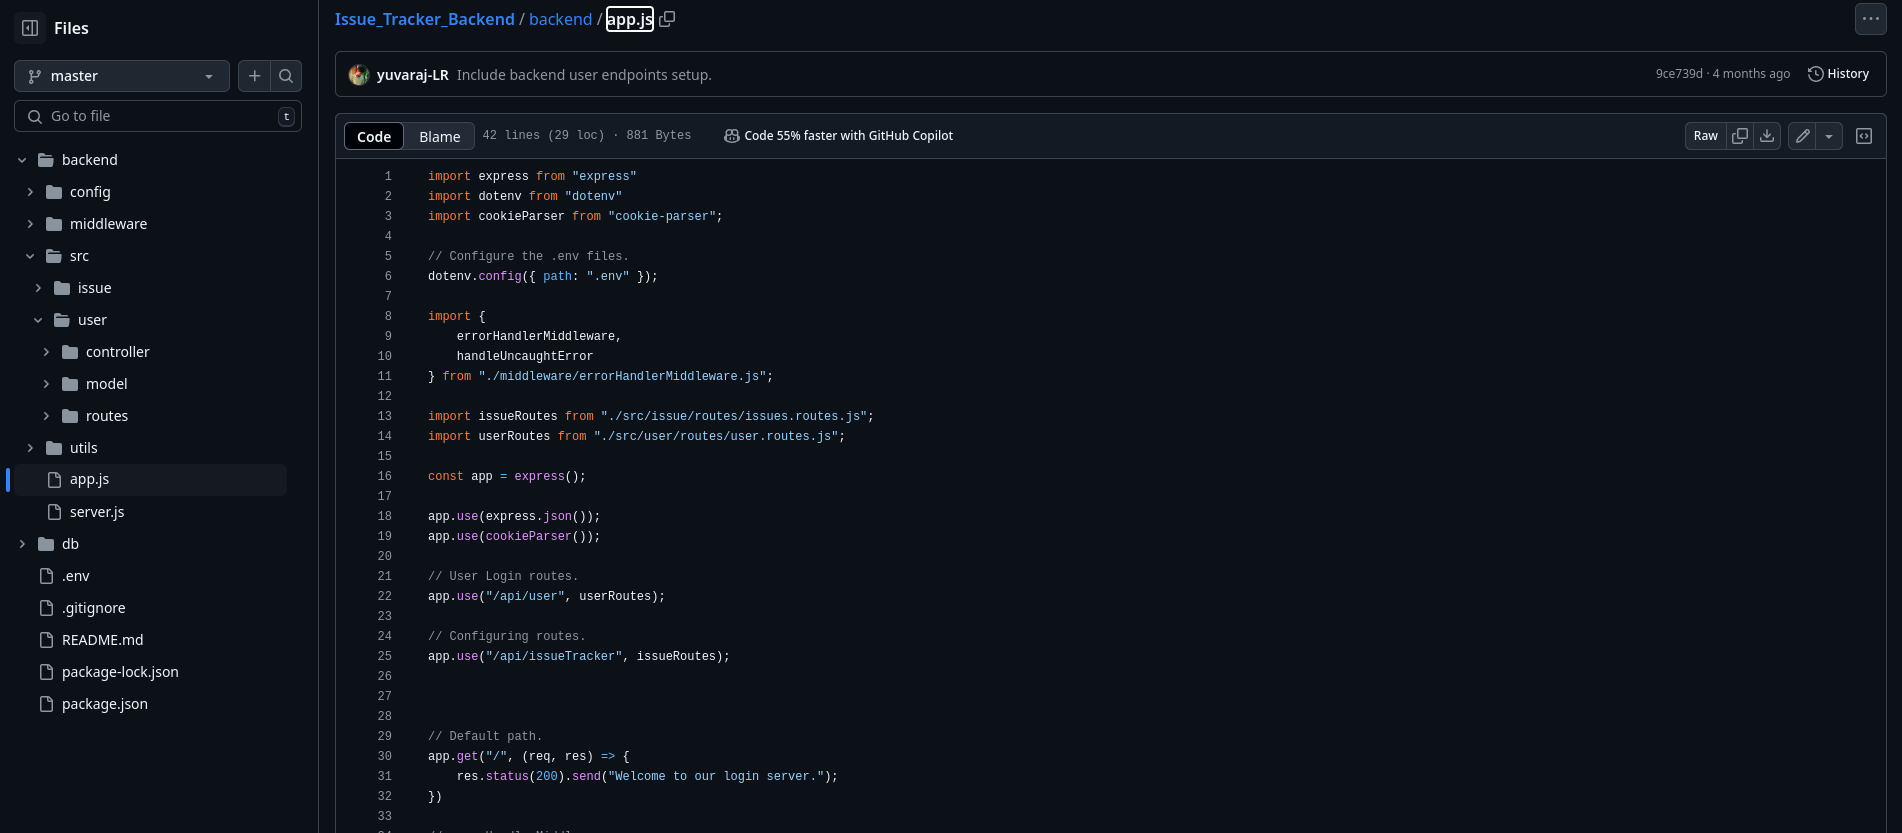 Files
master
Go to file
t
backend
config
middleware
src
issue
user
controller
model
routes
utils
app.js
server.js
db
.env
.gitignore
README.md
package-lock.json
package.json
Issue_Tracker_Backend / backend / app.js
yuvaraj-LR Include backend user endpoints setup.
9ce739d · 4 months ago History
Code Blame 42 lines (29 loc) · 881 Bytes Code 55% faster with GitHub Copilot Raw
1 import express from "express"
2 import dotenv from "dotenv"
3 import cookieParser from "cookie-parser";
4
5 // Configure the .env files.
6 dotenv.config({ path: ".env" });
7
8 import {
9     errorHandlerMiddleware,
10     handleUncaughtError
11 } from "./middleware/errorHandlerMiddleware.js";
12
13 import issueRoutes from "./src/issue/routes/issues.routes.js";
14 import userRoutes from "./src/user/routes/user.routes.js";
15
16 const app = express();
17
18 app.use(express.json());
19 app.use(cookieParser());
20
21 // User Login routes.
22 app.use("/api/user", userRoutes);
23
24 // Configuring routes.
25 app.use("/api/issueTracker", issueRoutes);
26
27
28
29 // Default path.
30 app.get("/", (req, res) => {
31     res.status(200).send("Welcome to our login server.");
32 })
33